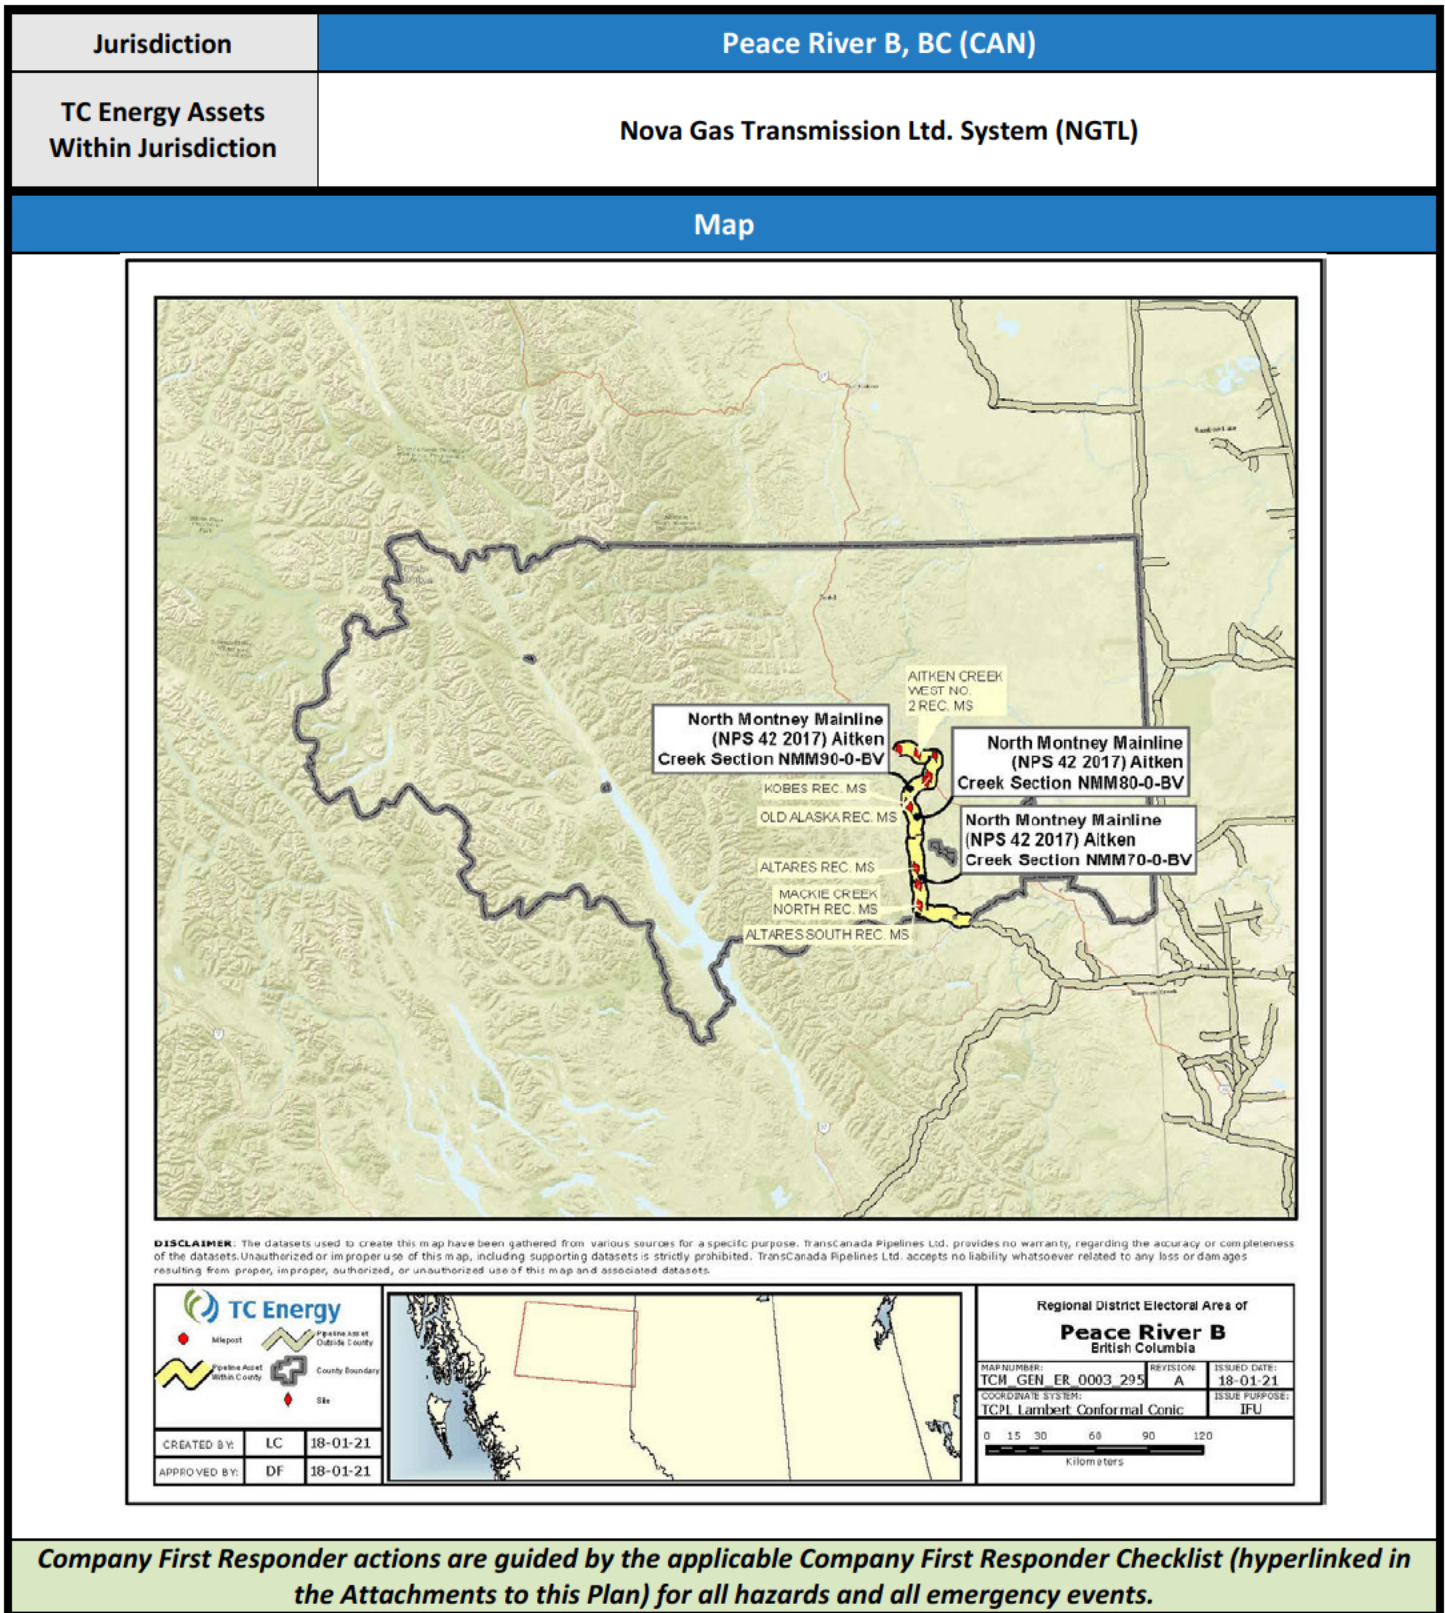 Jurisdiction
Peace River B, BC (CAN)
TC Energy Assets
Within Jurisdiction
Nova Gas Transmission Ltd. System (NGTL)
Map
AITKEN CREEK
WEST NO.
2 REC. MS
North Montney Mainline
(NPS 42 2017) Aitken
Creek Section NMM90-0-BV
North Montney Mainline
(NPS 42 2017) Aitken
Creek Section NMM80-0-BV
KOBES REC. MS
OLD ALASKA REC. MS
North Montney Mainline
(NPS 42 2017) Aitken
Creek Section NMM70-0-BV
ALTARES REC. MS
MACKIE CREEK
NORTH REC. MS
ALTARES SOUTH REC. MS
97
DISCLAIMER: The datasets used to create this map have been gathered from various sources for a specific purpose. TransCanada Pipelines Ltd. provides no warranty, regarding the accuracy or completeness
of the datasets. Unauthorized or improper use of this map, including supporting datasets is strictly prohibited. TransCanada Pipelines Ltd. accepts no liability whatsoever related to any loss or damages
resulting from proper, improper, authorized, or unauthorized use of this map and associated datasets.
TC Energy
Milepost
Pipeline Asset
Outside County
Pipeline Asset
Within County
County Boundary
Site
CREATED BY: LC 18-01-21
APPROVED BY: DF 18-01-21
Regional District Electoral Area of
Peace River B
British Columbia
MAP NUMBER: REVISION: ISSUED DATE:
TCM_GEN_ER_0003_295 A 18-01-21
COORDINATE SYSTEM: ISSUE PURPOSE:
TCPL Lambert Conformal Conic IFU
0 15 30 60 90 120
Kilometers
Company First Responder actions are guided by the applicable Company First Responder Checklist (hyperlinked in
the Attachments to this Plan) for all hazards and all emergency events.